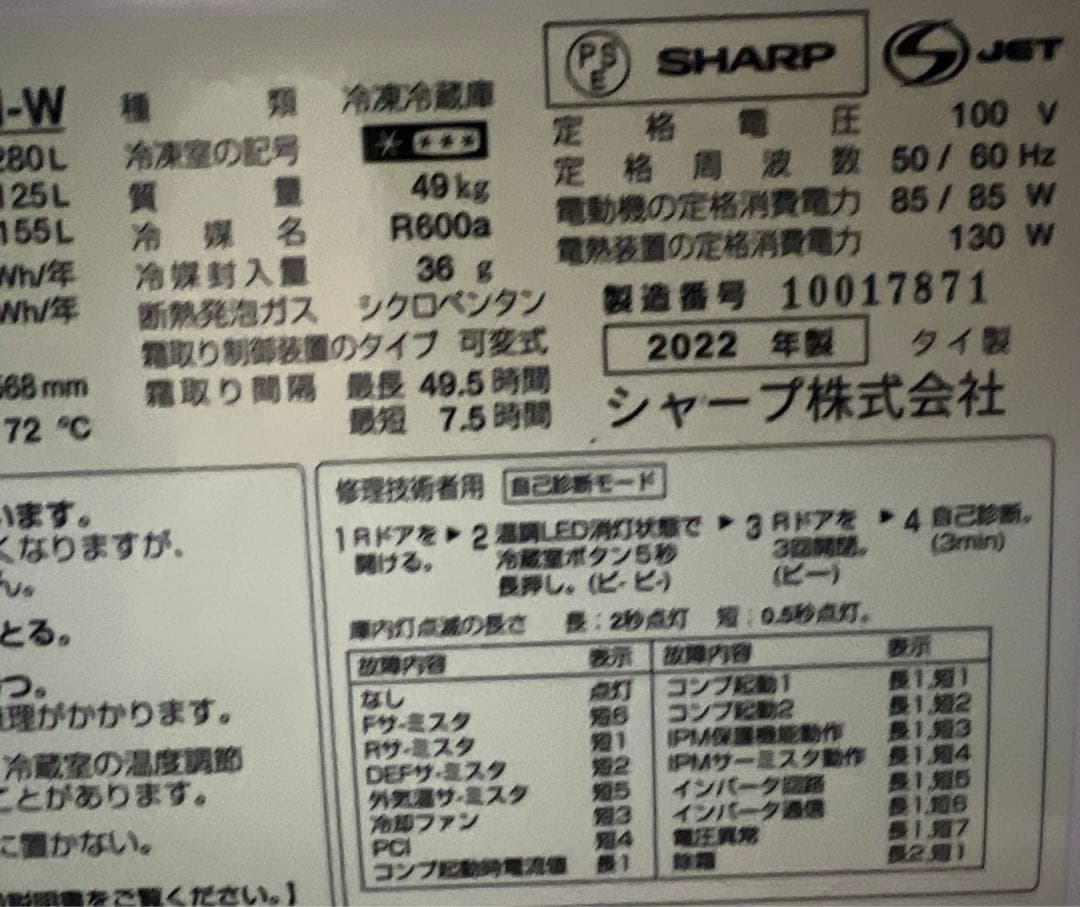 -W
種類 冷凍冷蔵庫
280L 冷凍室の記号 ＊ ＊＊＊
125L 質量 49kg
155L 冷媒名 R600a
Wh/年 冷媒封入量 36 g
Wh/年 断熱発泡ガス シクロペンタン
霜取り制御装置のタイプ 可変式
568mm 霜取り間隔 最長 49.5時間
72 ℃ 最短 7.5時間
PSE SHARP S JET
定格電圧 100 V
定格周波数 50 / 60 Hz
電動機の定格消費電力 85 / 85 W
電熱装置の定格消費電力 130 W
製造番号 10017871
2022 年製 タイ製
シャープ株式会社
います。
くなりますが、
ん。
とる。
つ。
理がかかります。
冷蔵室の温度調節
ことがあります。
に置かない。
説明書をご覧ください。】
修理技術者用 自己診断モード
1 Rドアを開ける。 ▶ 2 温調LED消灯状態で ▶ 3 Rドアを ▶ 4 自己診断。
冷蔵室ボタン5秒 3回開閉。 (3min)
長押し。(ピ-ピ-) (ピー)
庫内灯点滅の長さ 長：2秒点灯 短：0.5秒点灯。
故障内容 表示 故障内容 表示
なし 点灯 コンプ起動1 長1,短1
Fサ-ミスタ 短6 コンプ起動2 長1,短2
Rサ-ミスタ 短1 IPM保護機能動作 長1,短3
DEFサ-ミスタ 短2 IPMサーミスタ動作 長1,短4
外気温サ-ミスタ 短5 インバータ回路 長1,短5
冷却ファン 短3 インバータ通信 長1,短6
PCI 短4 電圧異常 長1,短7
コンプ起動時電流値 長1 除霜 長2,短1